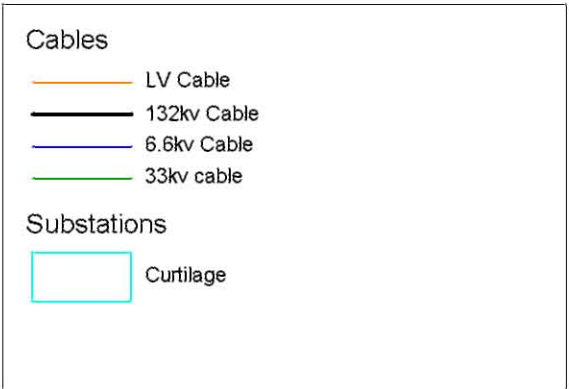 Cables
LV Cable
132kv Cable
6.6kv Cable
33kv cable
Substations
Curtilage